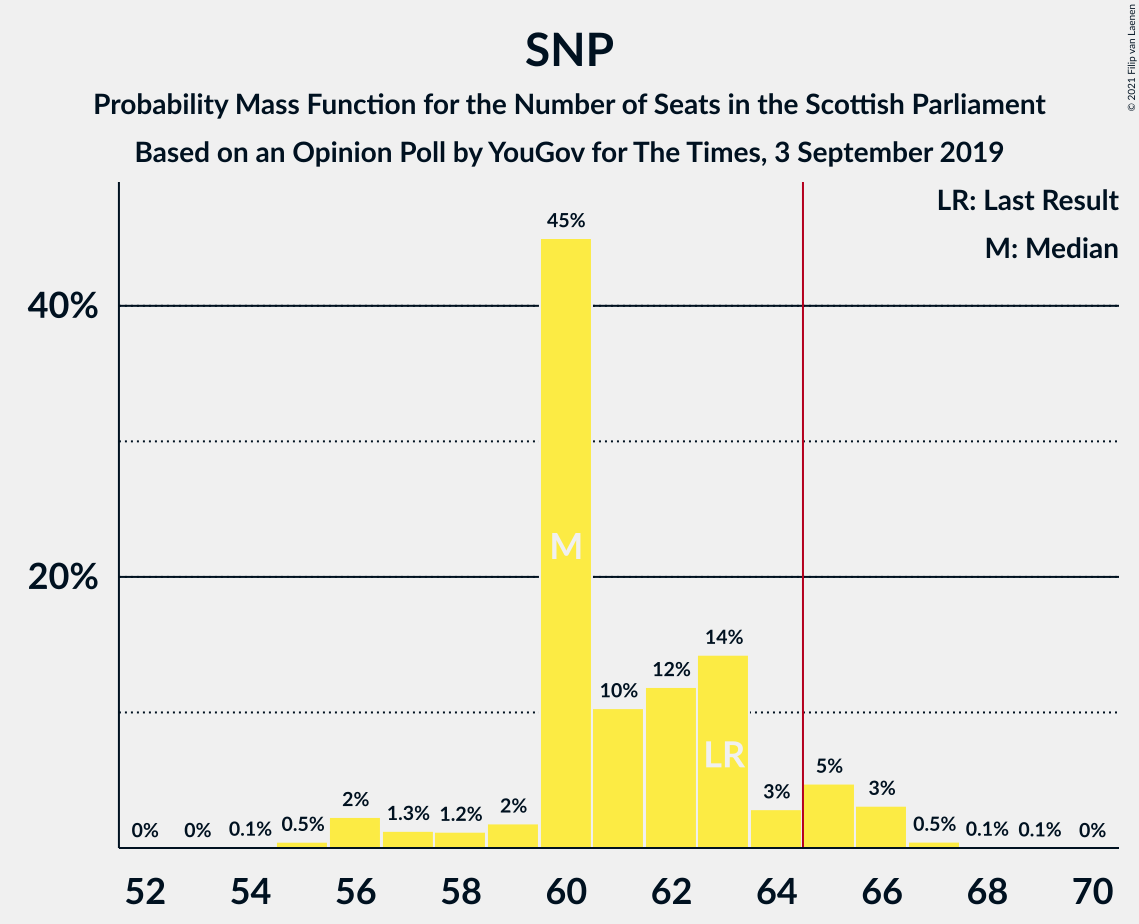 SNP
Probability Mass Function for the Number of Seats in the Scottish Parliament
Based on an Opinion Poll by YouGov for The Times, 3 September 2019
© 2021 Filip van Laenen
LR: Last Result
M: Median
40%
20%
0%
0%
0.1%
0.5%
2%
1.3%
1.2%
2%
45%
10%
12%
14%
3%
5%
3%
0.5%
0.1%
0.1%
0%
M
LR
52 54 56 58 60 62 64 66 68 70